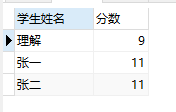 学生姓名 分数
理解 9
张一 11
张二 11